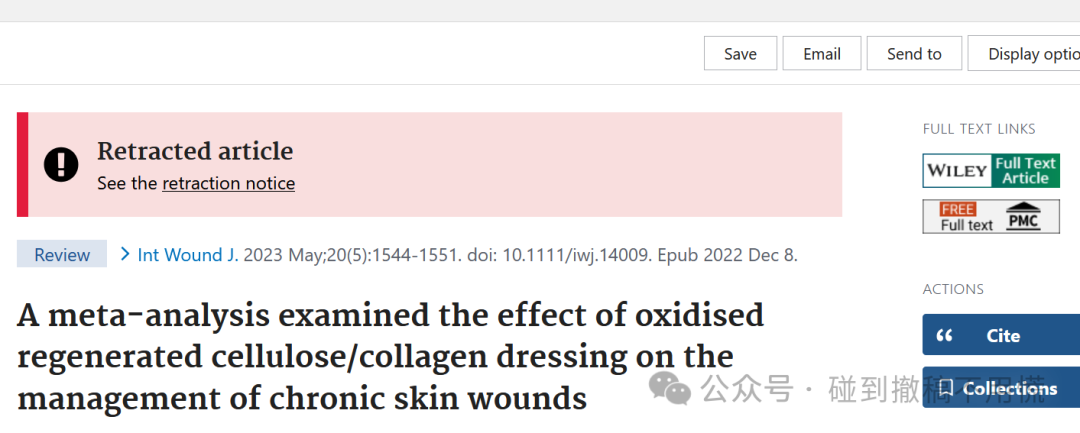 Save Email Send to Display optio
Retracted article
See the retraction notice
Review Int Wound J. 2023 May;20(5):1544-1551. doi: 10.1111/iwj.14009. Epub 2022 Dec 8.
A meta-analysis examined the effect of oxidised
regenerated cellulose/collagen dressing on the
management of chronic skin wounds
FULL TEXT LINKS
WILEY Full Text
Article
FREE
Full text PMC
ACTIONS
Cite
Collections
公众号 · 碰到撤稿不用慌